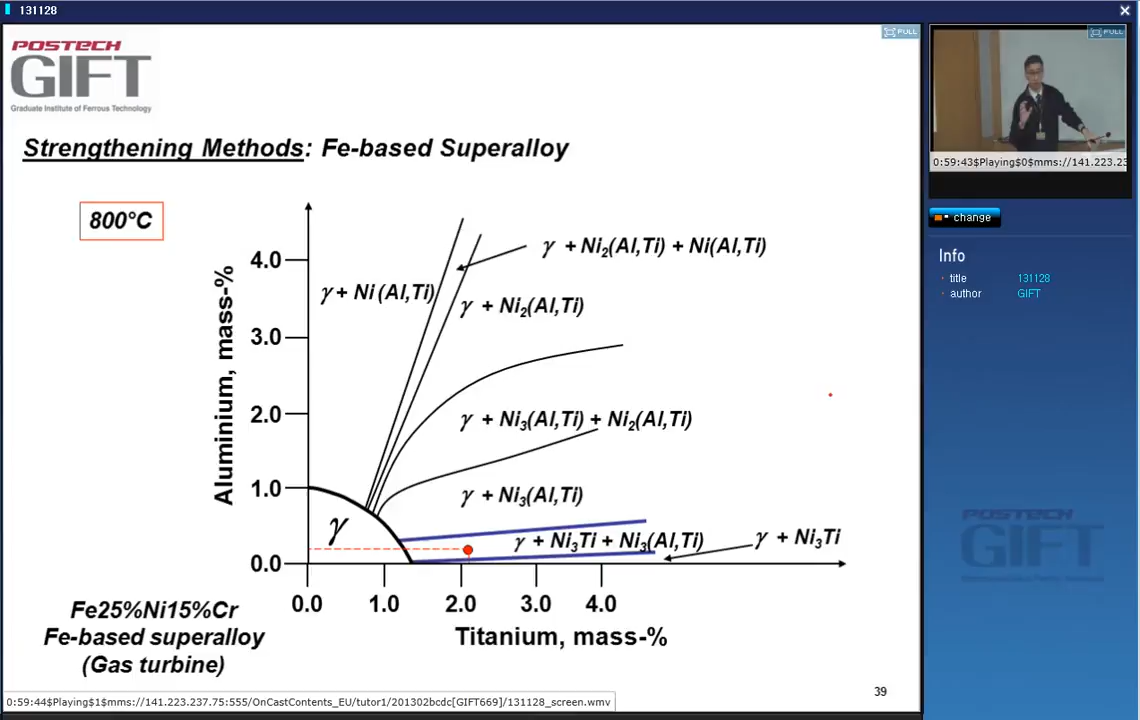 131128
POSTECH
GIFT
Graduate Institute of Ferrous Technology
FULL
FULL
Strengthening Methods: Fe-based Superalloy
800°C
γ + Ni2(Al,Ti) + Ni(Al,Ti)
γ + Ni (Al,Ti)
γ + Ni2(Al,Ti)
γ + Ni3(Al,Ti) + Ni2(Al,Ti)
γ + Ni3(Al,Ti)
γ
γ + Ni3Ti + Ni3(Al,Ti)
γ + Ni3Ti
Aluminium, mass-%
4.0
3.0
2.0
1.0
0.0
0.0 1.0 2.0 3.0 4.0
Titanium, mass-%
Fe25%Ni15%Cr
Fe-based superalloy
(Gas turbine)
39
0:59:44$Playing$1$mms://141.223.237.75:555/OnCastContents_EU/tutor1/201302bcdc[GIFT669]/131128_screen.wmv
0:59:43$Playing$0$mms://141.223.23
change
Info
title 131128
author GIFT
POSTECH
GIFT